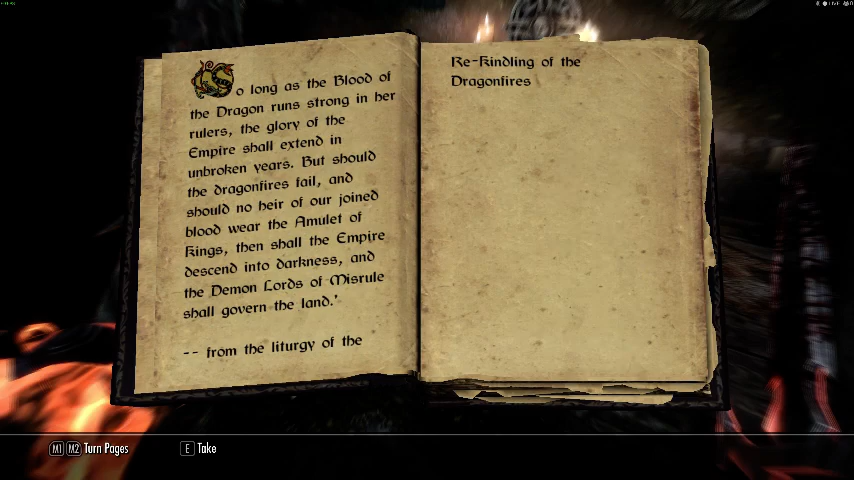 So long as the Blood of
the Dragon runs strong in her
rulers, the glory of the
Empire shall extend in
unbroken years. But should
the dragonfires fail, and
should no heir of our joined
blood wear the Amulet of
Kings, then shall the Empire
descend into darkness, and
the Demon Lords of Misrule
shall govern the land.'
-- from the liturgy of the
Re-Kindling of the
Dragonfires
M1 M2 Turn Pages
E Take